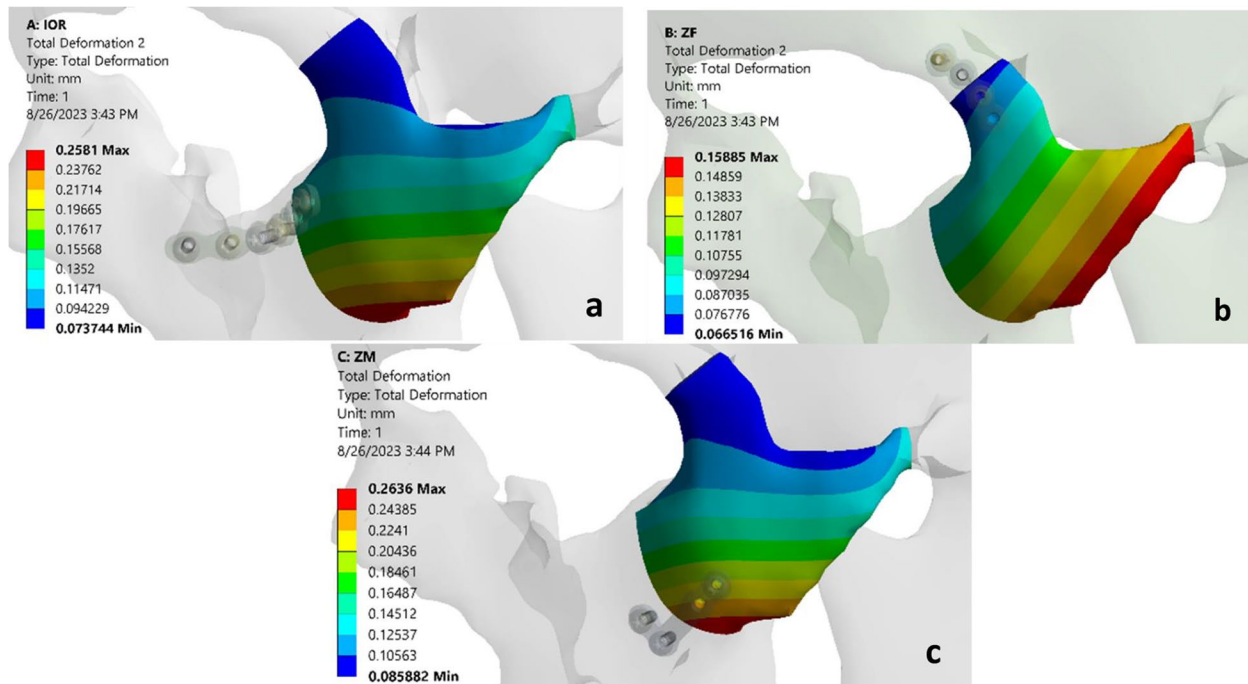 A: IOR
Total Deformation 2
Type: Total Deformation
Unit: mm
Time: 1
8/26/2023 3:43 PM
0.2581 Max
0.23762
0.21714
0.19665
0.17617
0.15568
0.1352
0.11471
0.094229
0.073744 Min
a
B: ZF
Total Deformation 2
Type: Total Deformation
Unit: mm
Time: 1
8/26/2023 3:43 PM
0.15885 Max
0.14859
0.13833
0.12807
0.11781
0.10755
0.097294
0.087035
0.076776
0.066516 Min
b
C: ZM
Total Deformation
Type: Total Deformation
Unit: mm
Time: 1
8/26/2023 3:44 PM
0.2636 Max
0.24385
0.2241
0.20436
0.18461
0.16487
0.14512
0.12537
0.10563
0.085882 Min
c